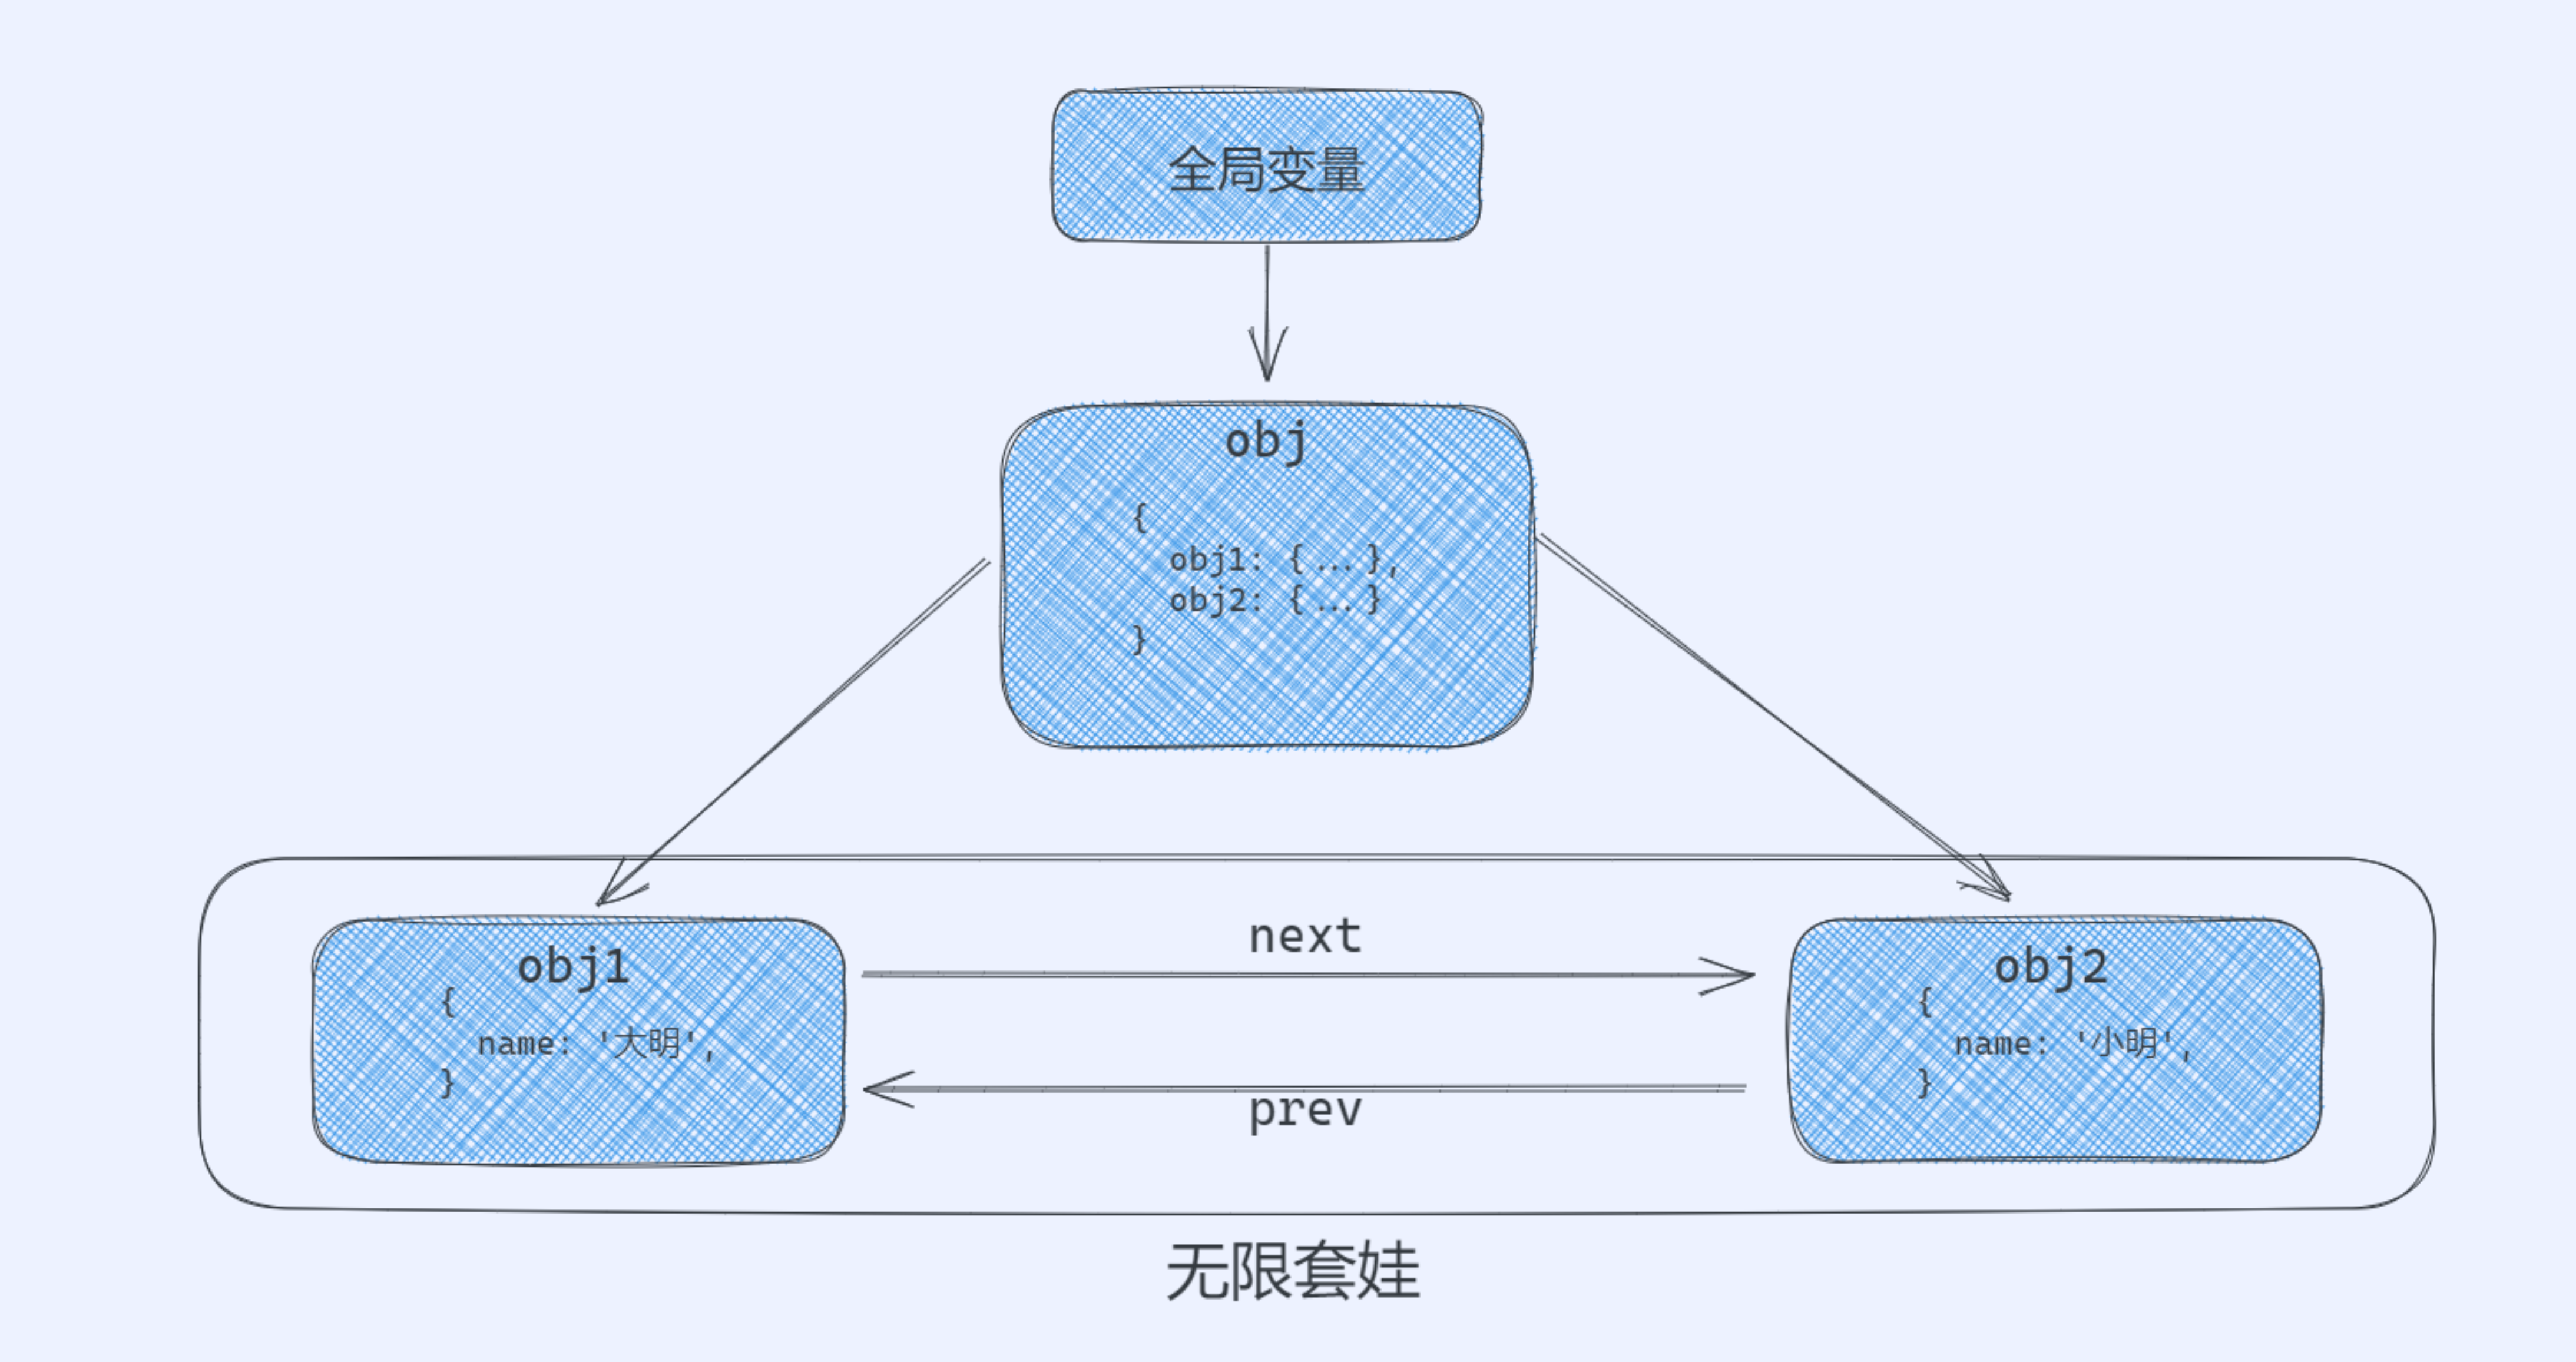 全局变量
obj
{
obj1: {...},
obj2: {...}
}
next
obj1
{
name: '大明',
}
obj2
{
name: '小明',
}
prev
无限套娃